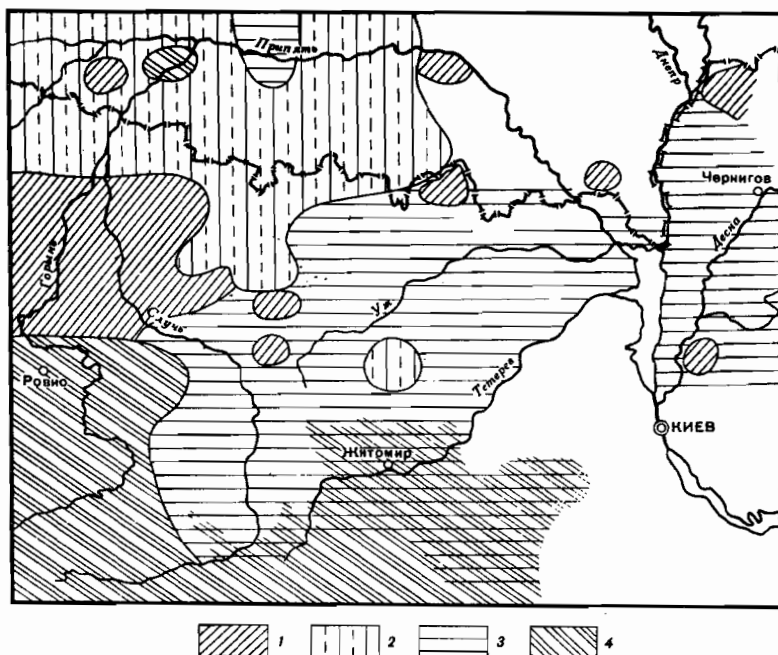 Припять
Днепр
Чернигов
Десна
Горынь
Случь
Уж
Ровно
Тетерев
КИЕВ
Житомир
1 2 3 4